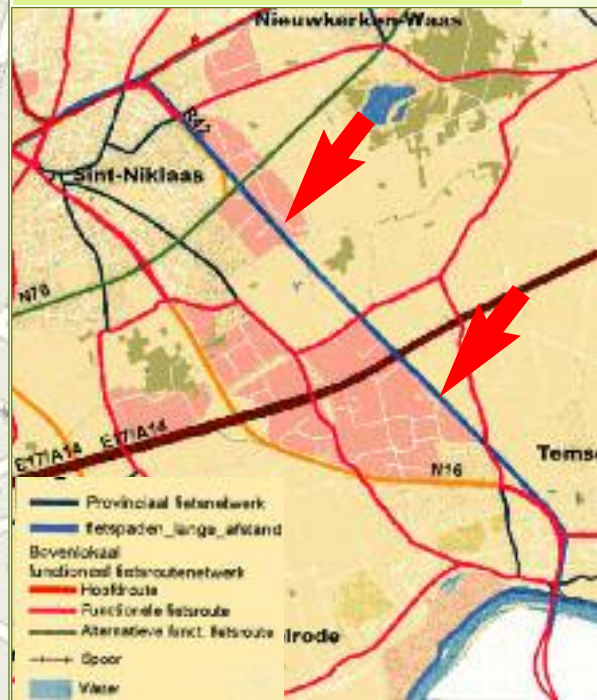 Nieuwkerken-Waas
R42
Sint-Niklaas
N70
E17/A14
E17/A14
N16
Temse
Provinciaal fietsnetwerk
fietspaden_lange_afstand
Bovenlokaal
functioneel fietsroutenetwerk
Hoofdroute
Functionele fietsroute
Alternatieve funct. fietsroute
Spoor
Water
lrode